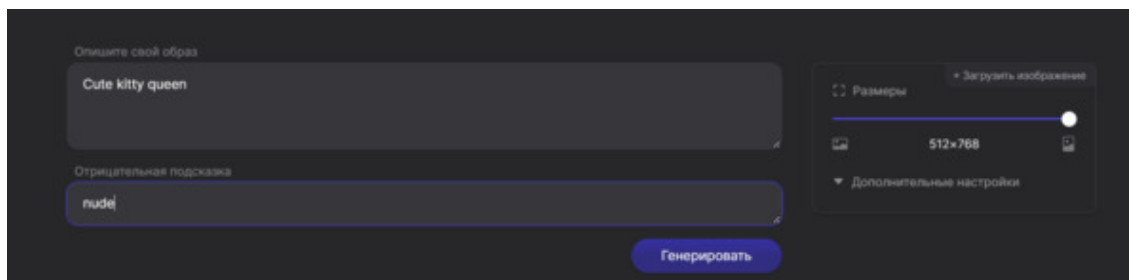 Опишите свой образ
Cute kitty queen
Отрицательная подсказка
nude
Генерировать
+ Загрузить изображение
Размеры
512×768
Дополнительные настройки